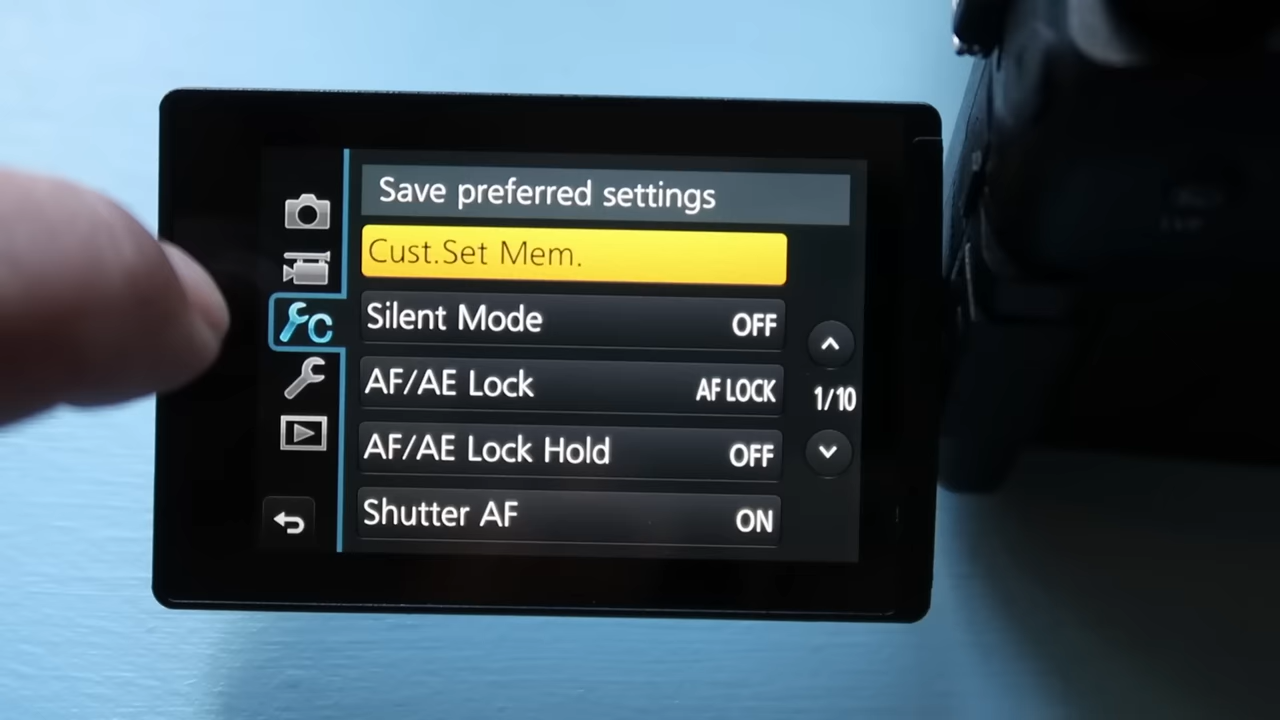 Save preferred settings
Cust.Set Mem.
Silent Mode OFF
AF/AE Lock AF LOCK
1/10
AF/AE Lock Hold OFF
Shutter AF ON
C